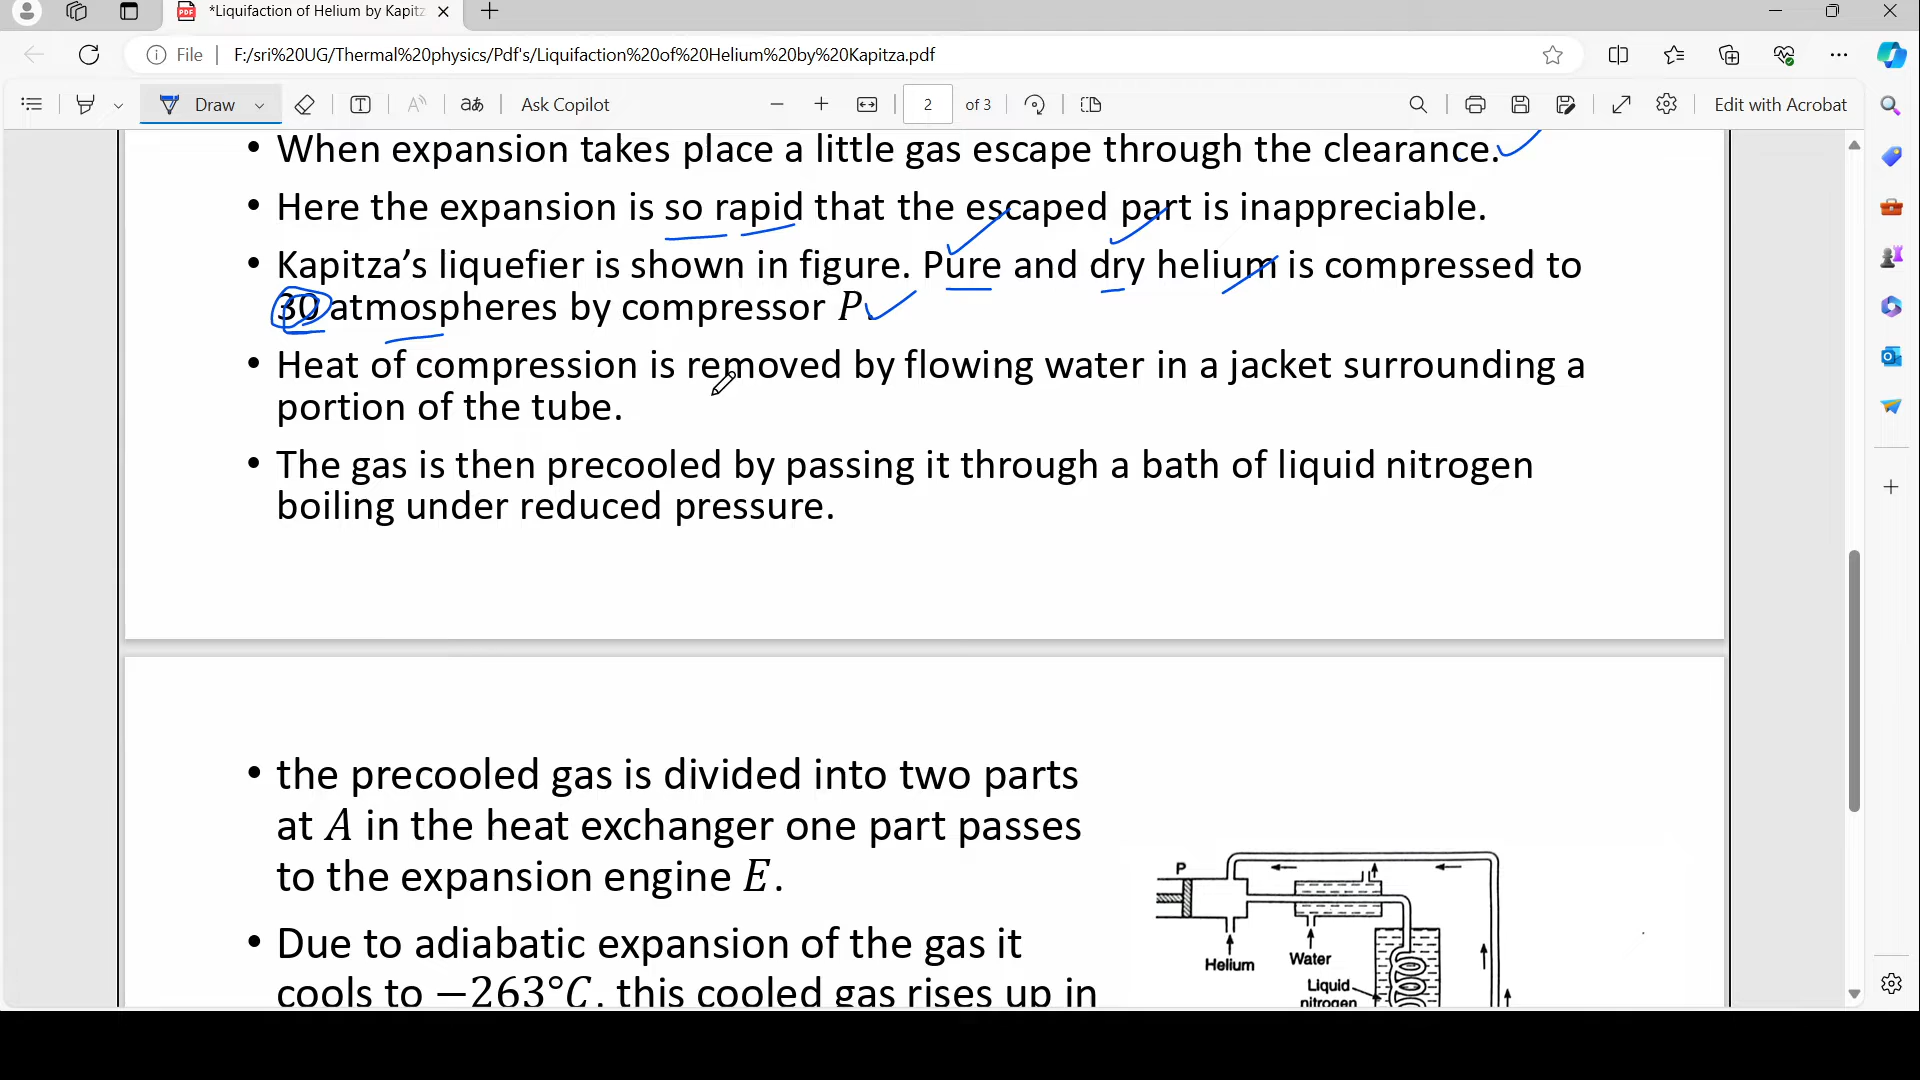 *Liquifaction of Helium by Kapitz
File
F:/sri%20UG/Thermal%20physics/Pdf's/Liquifaction%20of%20Helium%20by%20Kapitza.pdf
Draw
Ask Copilot
2 of 3
Edit with Acrobat
• When expansion takes place a little gas escape through the clearance.
• Here the expansion is so rapid that the escaped part is inappreciable.
• Kapitza’s liquefier is shown in figure. Pure and dry helium is compressed to
30 atmospheres by compressor P.
• Heat of compression is removed by flowing water in a jacket surrounding a
portion of the tube.
• The gas is then precooled by passing it through a bath of liquid nitrogen
boiling under reduced pressure.
• the precooled gas is divided into two parts
at A in the heat exchanger one part passes
to the expansion engine E.
• Due to adiabatic expansion of the gas it
cools to −263°C, this cooled gas rises up in
P
Helium
Water
Liquid
nitrogen